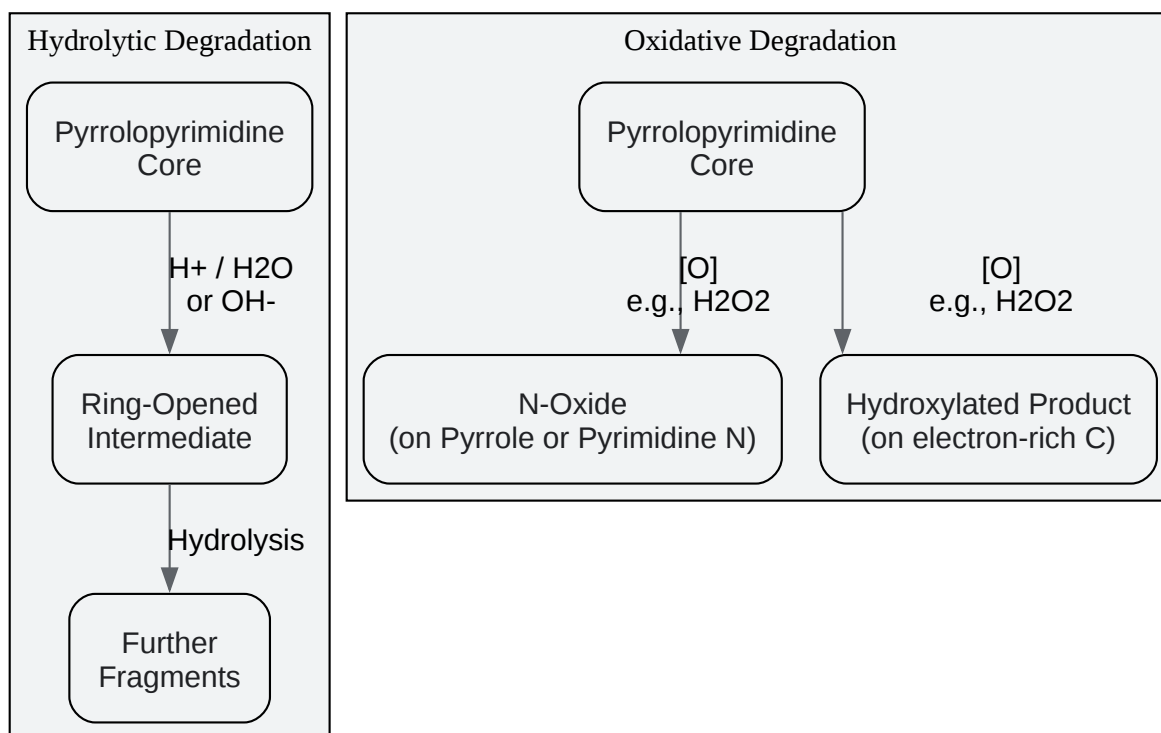 Hydrolytic Degradation
Pyrrolopyrimidine
Core
H+ / H2O
or OH-
Ring-Opened
Intermediate
Hydrolysis
Further
Fragments
Oxidative Degradation
Pyrrolopyrimidine
Core
[O]
e.g., H2O2
[O]
e.g., H2O2
N-Oxide
(on Pyrrole or Pyrimidine N)
Hydroxylated Product
(on electron-rich C)